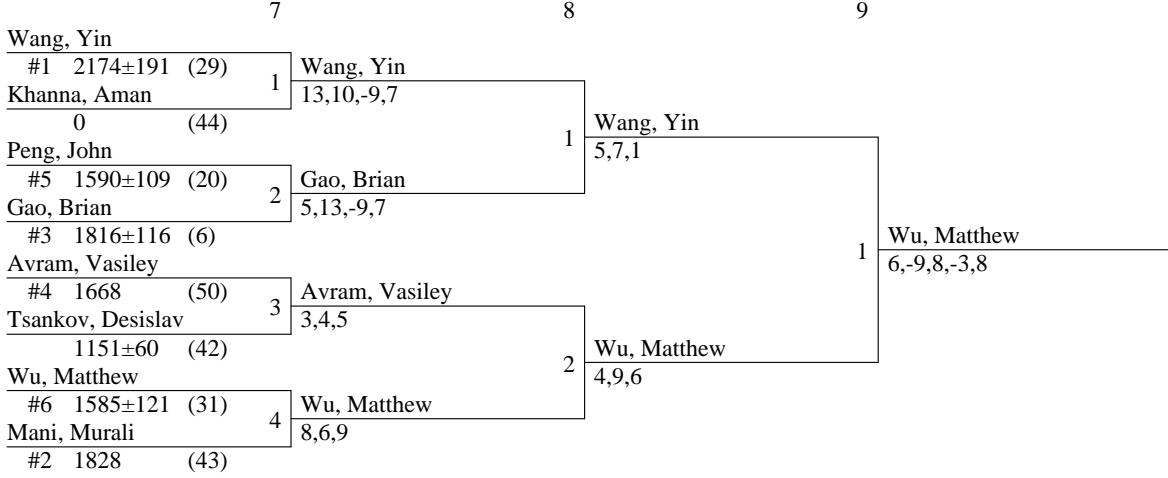 7 8 9
Wang, Yin
#1 2174±191 (29)
1
Wang, Yin
13,10,-9,7
Khanna, Aman
0 (44)
1
Wang, Yin
5,7,1
Peng, John
#5 1590±109 (20)
2
Gao, Brian
5,13,-9,7
Gao, Brian
#3 1816±116 (6)
1
Wu, Matthew
6,-9,8,-3,8
Avram, Vasiley
#4 1668 (50)
3
Avram, Vasiley
3,4,5
Tsankov, Desislav
1151±60 (42)
2
Wu, Matthew
4,9,6
Wu, Matthew
#6 1585±121 (31)
4
Wu, Matthew
8,6,9
Mani, Murali
#2 1828 (43)